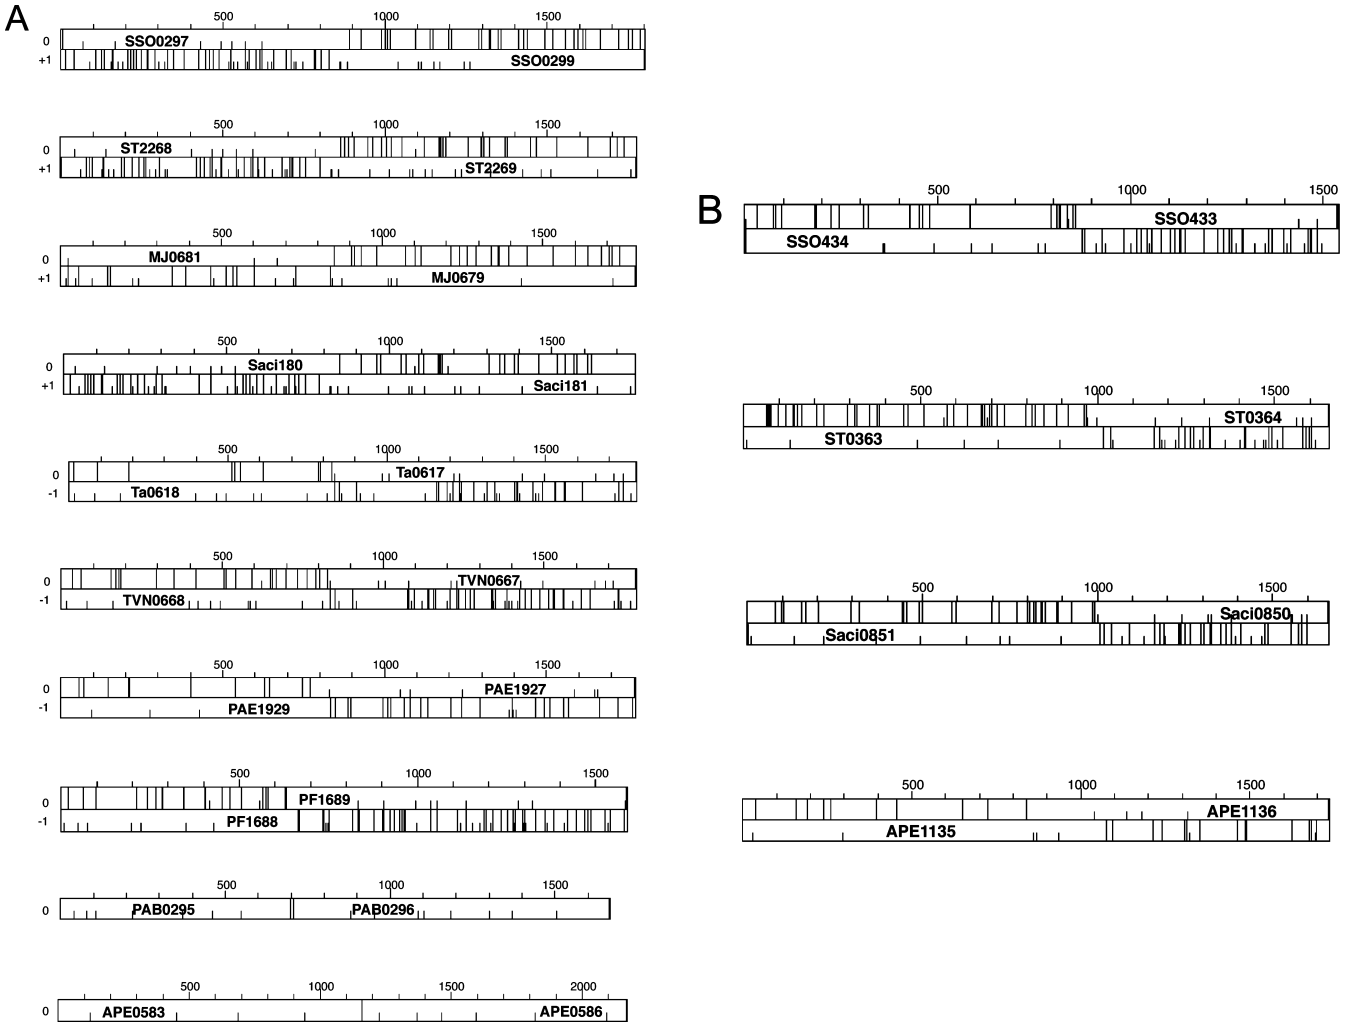 A
500 1000 1500
0 SSO0297
+1 SSO0299
500 1000 1500
0 ST2268
+1 ST2269
500 1000 1500
0 MJ0681
+1 MJ0679
500 1000 1500
0 Saci180
+1 Saci181
500 1000 1500
0 Ta0617
-1 Ta0618
500 1000 1500
0 TVN0667
-1 TVN0668
500 1000 1500
0 PAE1927
-1 PAE1929
500 1000 1500
0 PF1689
-1 PF1688
500 1000 1500
0 PAB0295 PAB0296
500 1000 1500 2000
0 APE0583 APE0586
B
500 1000 1500
SSO433
SSO434
500 1000 1500
ST0364
ST0363
500 1000 1500
Saci0850
Saci0851
500 1000 1500
APE1136
APE1135